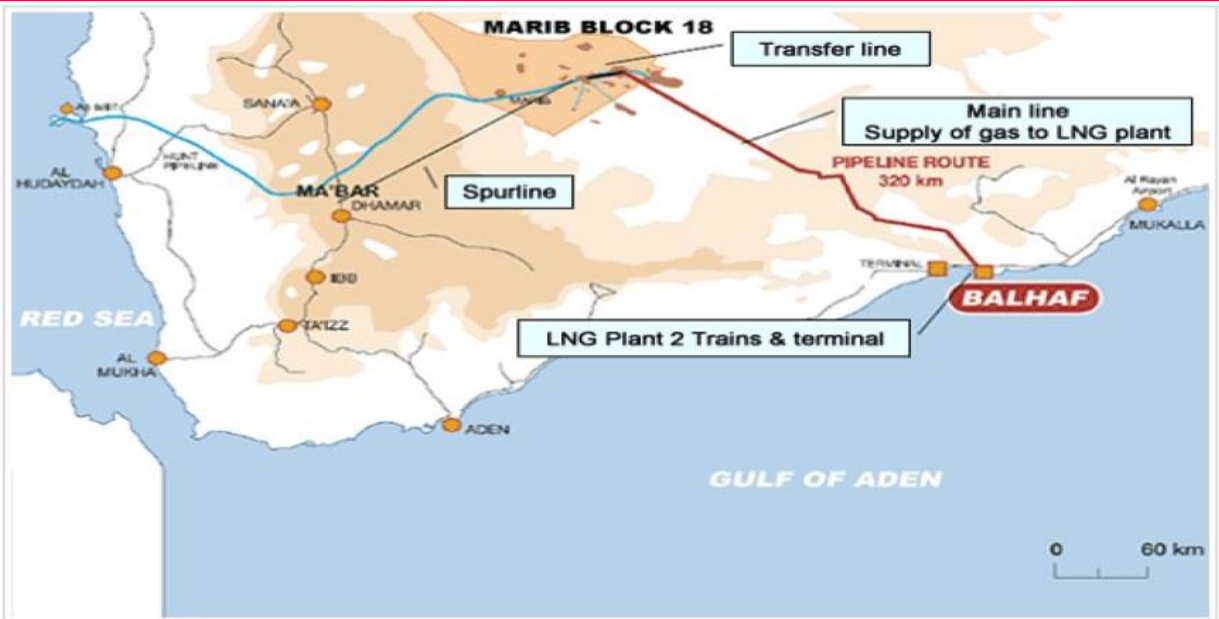 MARIB BLOCK 18
Transfer line
SANA'A
MARIB
Main line
Supply of gas to LNG plant
HUNT
PIPELINE
AL
HUDAYDAH
PIPELINE ROUTE
320 km
Spurline
MA'BAR
DHAMAR
Al Rayan
Airport
MUKALLA
TERMINAL
IBB
BALHAF
RED SEA
TA'IZZ
LNG Plant 2 Trains & terminal
AL
MUKHA
ADEN
GULF OF ADEN
0 60 km